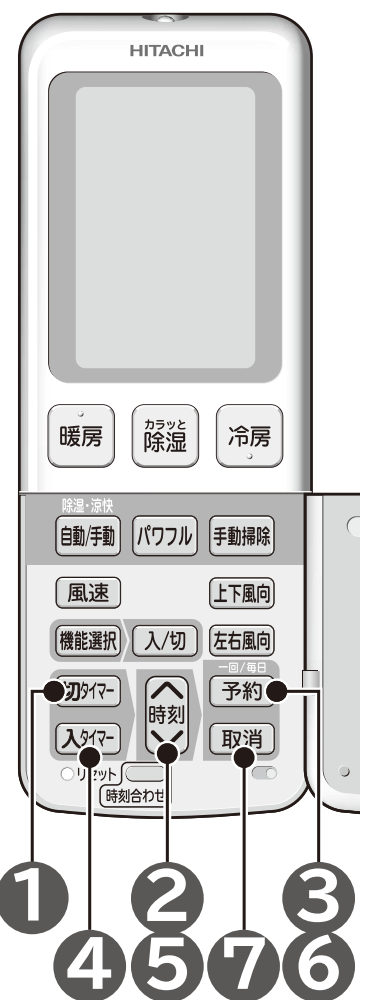 HITACHI
暖房
カラッと
除湿
冷房
除湿・涼快
自動/手動
パワフル
手動掃除
風速
上下風向
機能選択
入/切
左右風向
一回/毎日
切タイマー
時刻
予約
入タイマー
取消
リセット
時刻合わせ
1
2
3
4
5
7
6